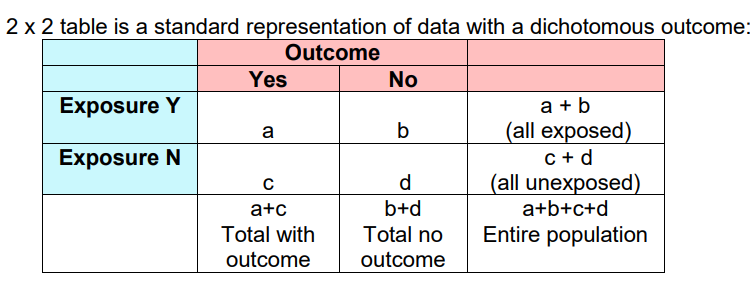 2 x 2 table is a standard representation of data with a dichotomous outcome:
Outcome
Yes No
Exposure Y a b a + b
(all exposed)
Exposure N c d c + d
(all unexposed)
a+c b+d a+b+c+d
Total with Total no Entire population
outcome outcome